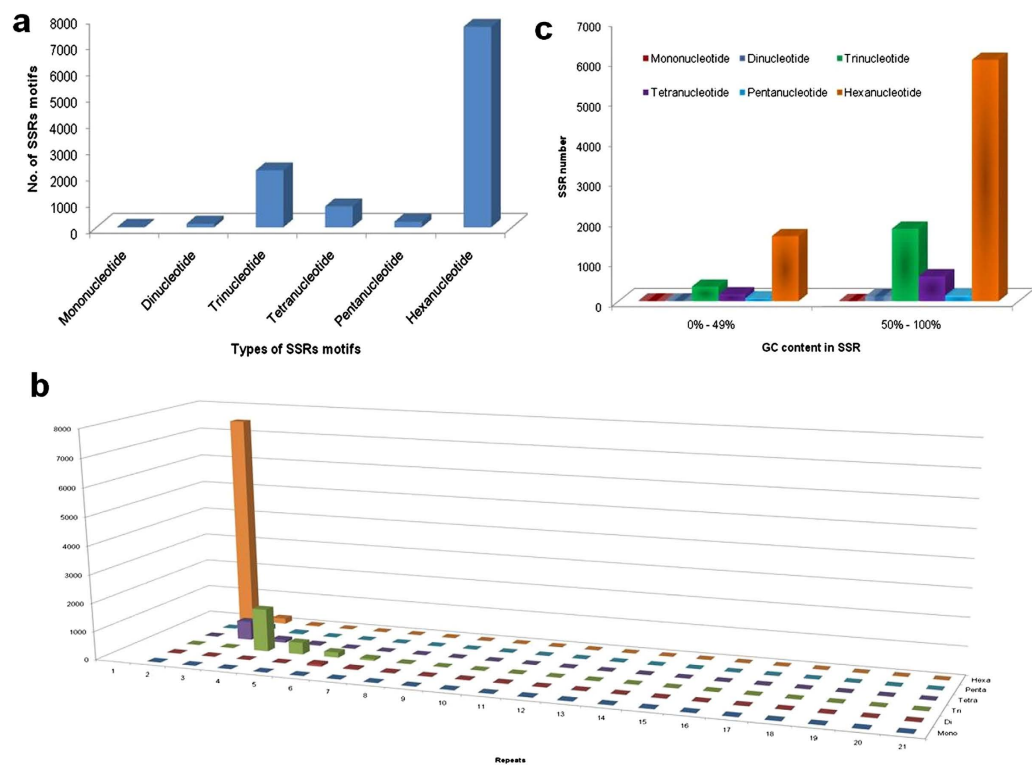 a
8000
7000
6000
5000
4000
3000
2000
1000
0
No. of SSRs motifs
Mononucleotide
Dinucleotide
Trinucleotide
Tetranucleotide
Pentanucleotide
Hexanucleotide
Types of SSRs motifs
c
7000
6000
5000
4000
3000
2000
1000
0
SSR number
Mononucleotide Dinucleotide Trinucleotide
Tetranucleotide Pentanucleotide Hexanucleotide
0% - 49% 50% - 100%
GC content in SSR
b
8000
7000
6000
5000
4000
3000
2000
1000
0
1 2 3 4 5 6 7 8 9 10 11 12 13 14 15 16 17 18 19 20 21
Hexa
Penta
Tetra
Tri
Di
Mono
Repeats